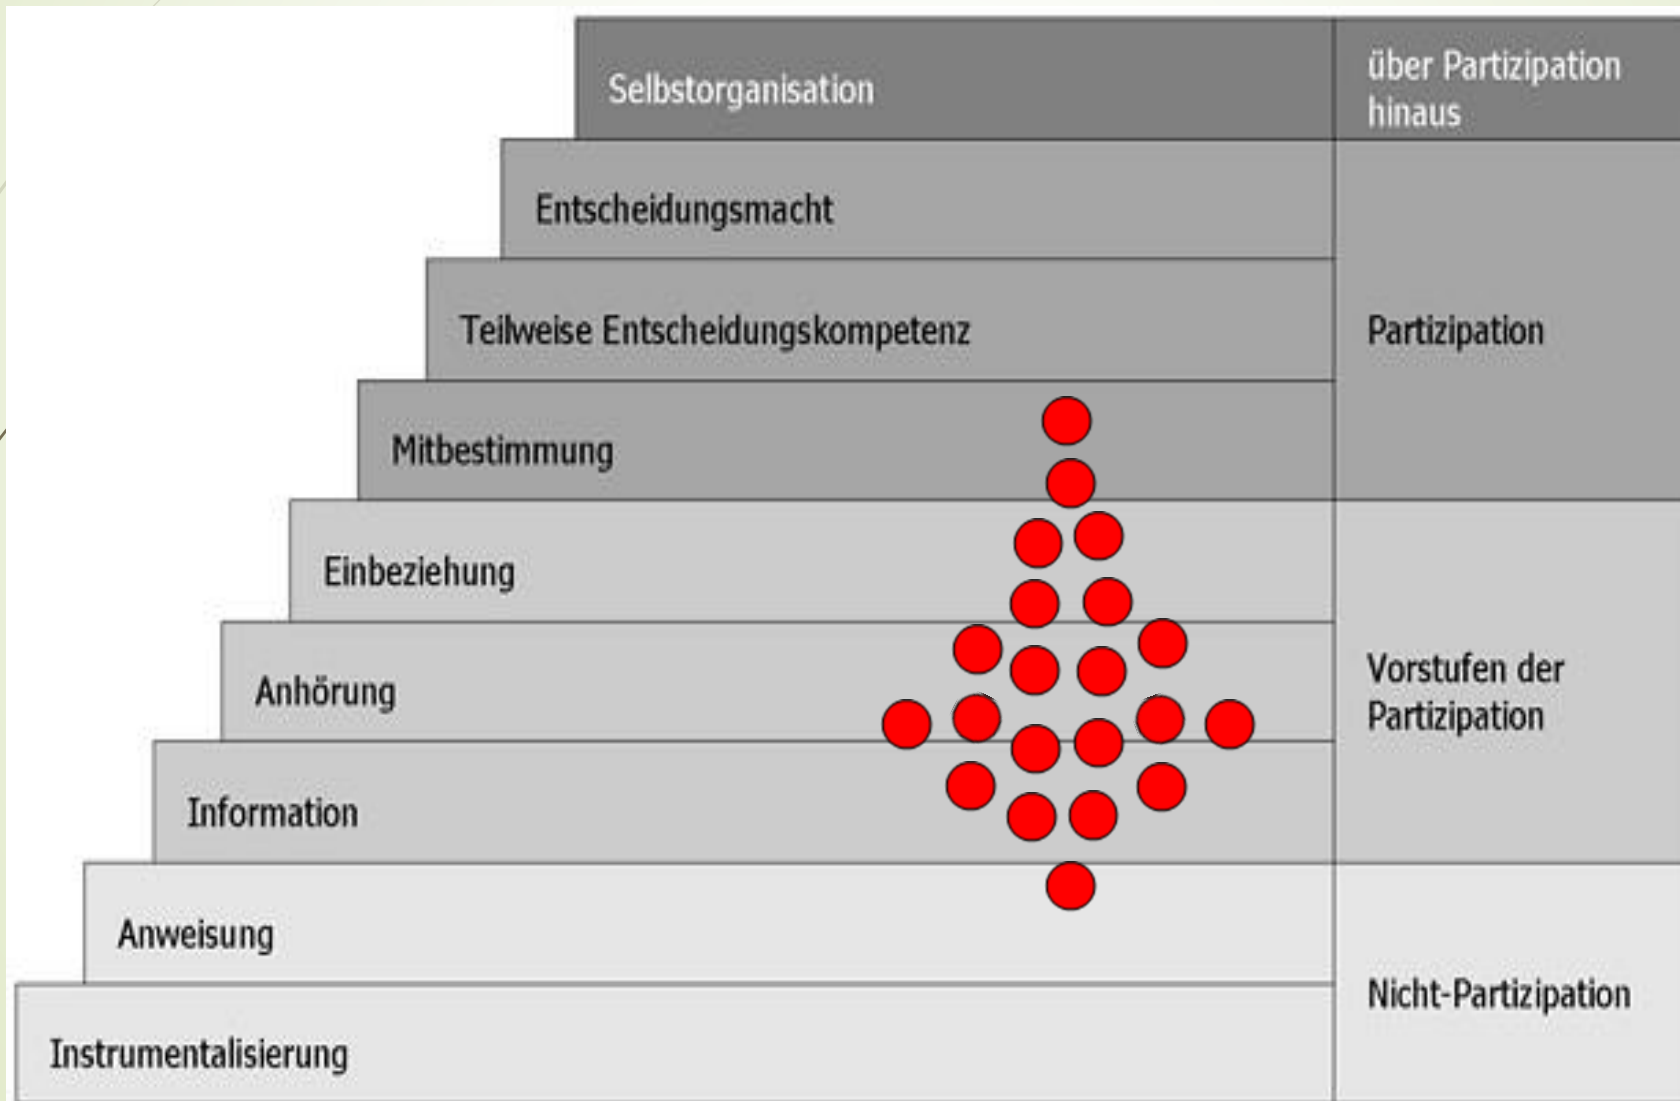 Selbstorganisation
über Partizipation
hinaus
Entscheidungsmacht
Teilweise Entscheidungskompetenz
Partizipation
Mitbestimmung
Einbeziehung
Anhörung
Vorstufen der
Partizipation
Information
Anweisung
Nicht-Partizipation
Instrumentalisierung